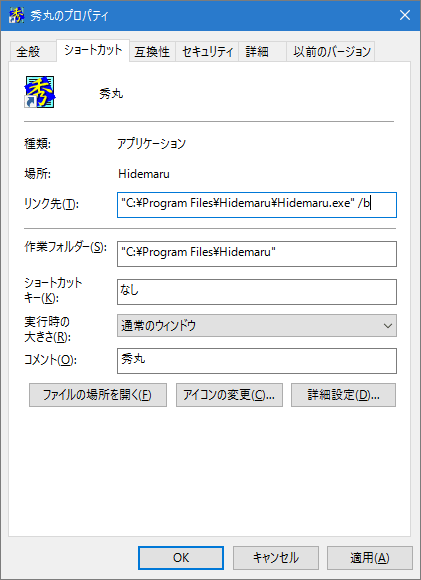 秀丸のプロパティ
全般 ショートカット 互換性 セキュリティ 詳細 以前のバージョン
秀丸
種類: アプリケーション
場所: Hidemaru
リンク先(T): "C:¥Program Files¥Hidemaru¥Hidemaru.exe" /b
作業フォルダー(S): "C:¥Program Files¥Hidemaru"
ショートカット
キー(K): なし
実行時の
大きさ(R): 通常のウィンドウ
コメント(O): 秀丸
ファイルの場所を開く(F) アイコンの変更(C)... 詳細設定(D)...
OK キャンセル 適用(A)